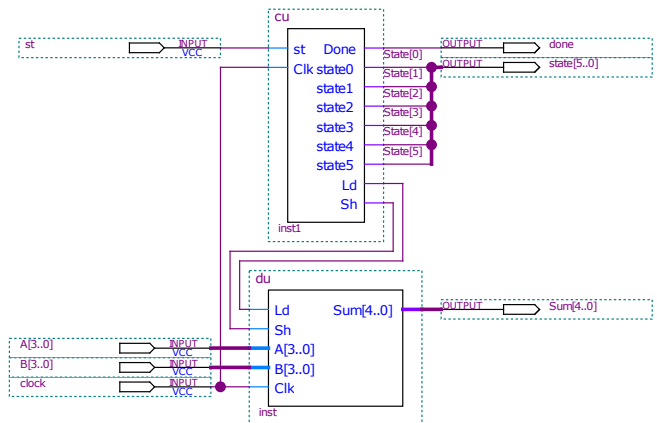 cu
st
INPUT
VCC
st
Clk
Done
state0
state1
state2
state3
state4
state5
Ld
Sh
inst1
State[0]
State[1]
State[2]
State[3]
State[4]
State[5]
OUTPUT
done
OUTPUT
state[5..0]
du
Ld
Sh
A[3..0]
B[3..0]
Clk
Sum[4..0]
inst
OUTPUT
Sum[4..0]
A[3..0]
INPUT
VCC
B[3..0]
INPUT
VCC
clock
INPUT
VCC